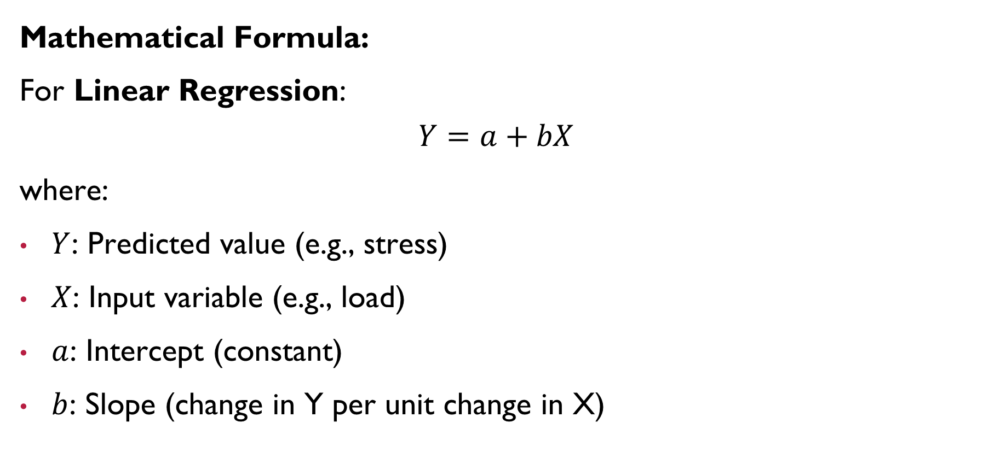 Mathematical Formula:
For Linear Regression:
Y = a + bX
where:
• Y: Predicted value (e.g., stress)
• X: Input variable (e.g., load)
• a: Intercept (constant)
• b: Slope (change in Y per unit change in X)